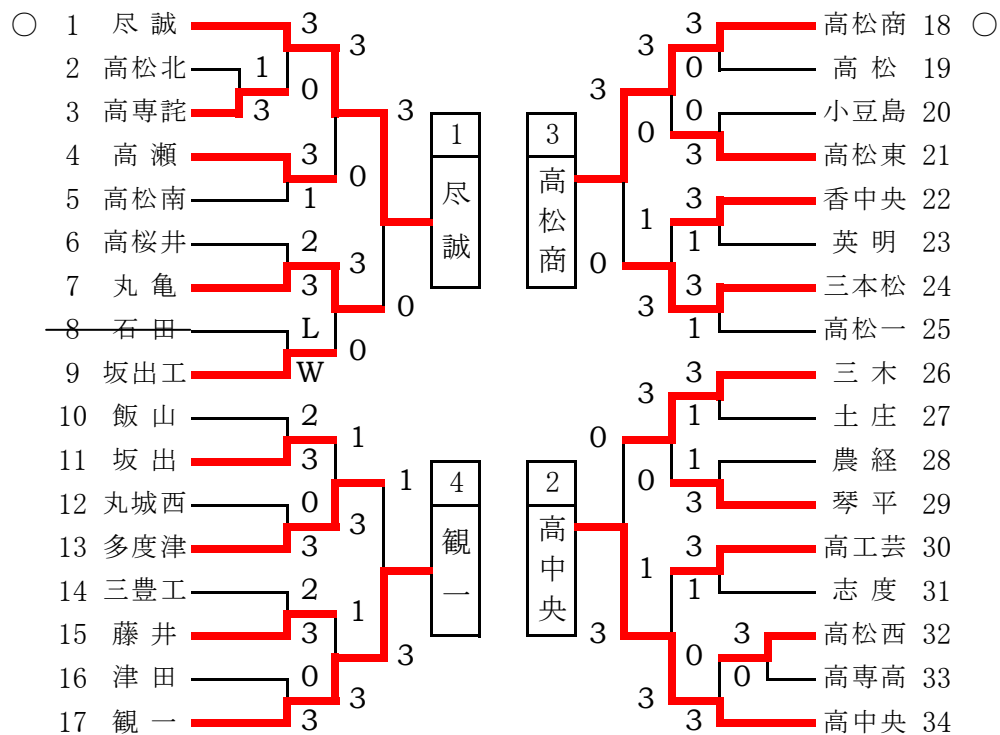 ○ 1 尽誠 3 3 高松商 18 ○
2 高松北 1 3 3 0 高松 19
3 高専詫 3 0 3 3 0 小豆島 20
4 高瀬 3 0 1 3 0 3 高松東 21
5 高松南 1 尽誠 高松商 3 香中央 22
6 高桜井 2 1 1 英明 23
7 丸亀 3 3 0 3 三本松 24
8 石田 L 0 3 1 高松一 25
9 坂出工 W 0 3 三木 26
10 飯山 2 3 1 土庄 27
11 坂出 3 1 0 1 農経 28
12 丸城西 0 1 4 2 0 3 琴平 29
13 多度津 3 3 観一 高中央 3 高工芸 30
14 三豊工 2 1 1 志度 31
15 藤井 3 1 3 3 高松西 32
16 津田 0 3 0 0 高専高 33
17 観一 3 3 3 3 高中央 34